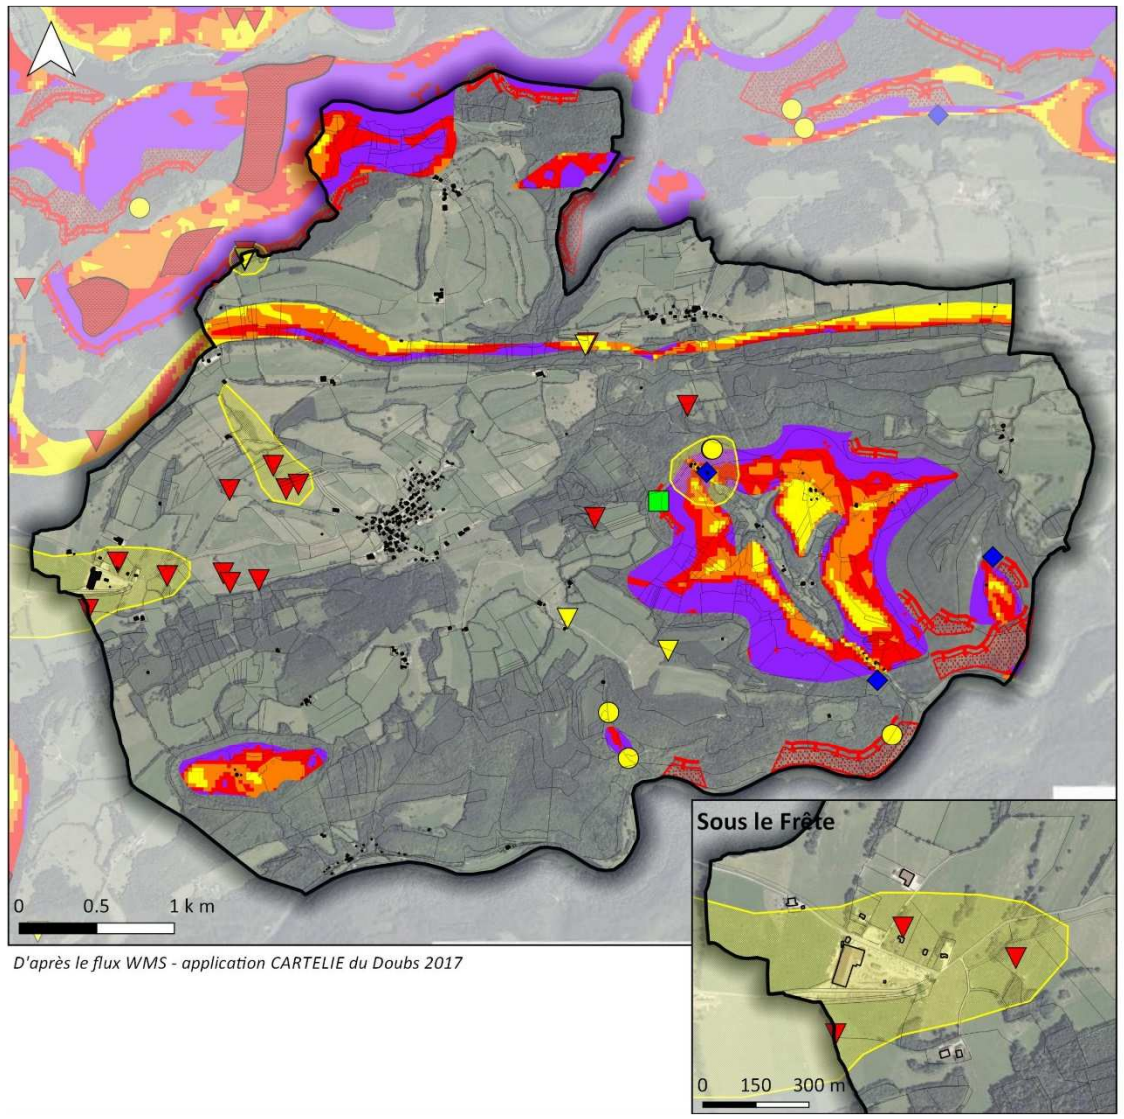 0 0.5 1 k m
D'après le flux WMS - application CARTELIE du Doubs 2017
Sous le Frête
0 150 300 m